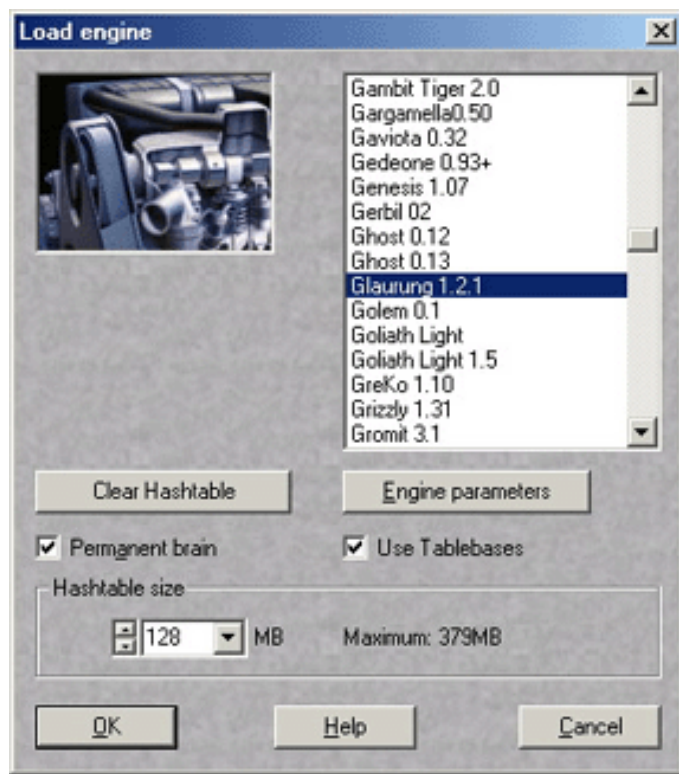 Load engine
Gambit Tiger 2.0
Gargamella0.50
Gaviota 0.32
Gedeone 0.93+
Genesis 1.07
Gerbil 02
Ghost 0.12
Ghost 0.13
Glaurung 1.2.1
Golem 0.1
Goliath Light
Goliath Light 1.5
GreKo 1.10
Grizzly 1.31
Gromit 3.1
Clear Hashtable
Engine parameters
Permanent brain
Use Tablebases
Hashtable size
128 MB Maximum: 379MB
OK Help Cancel